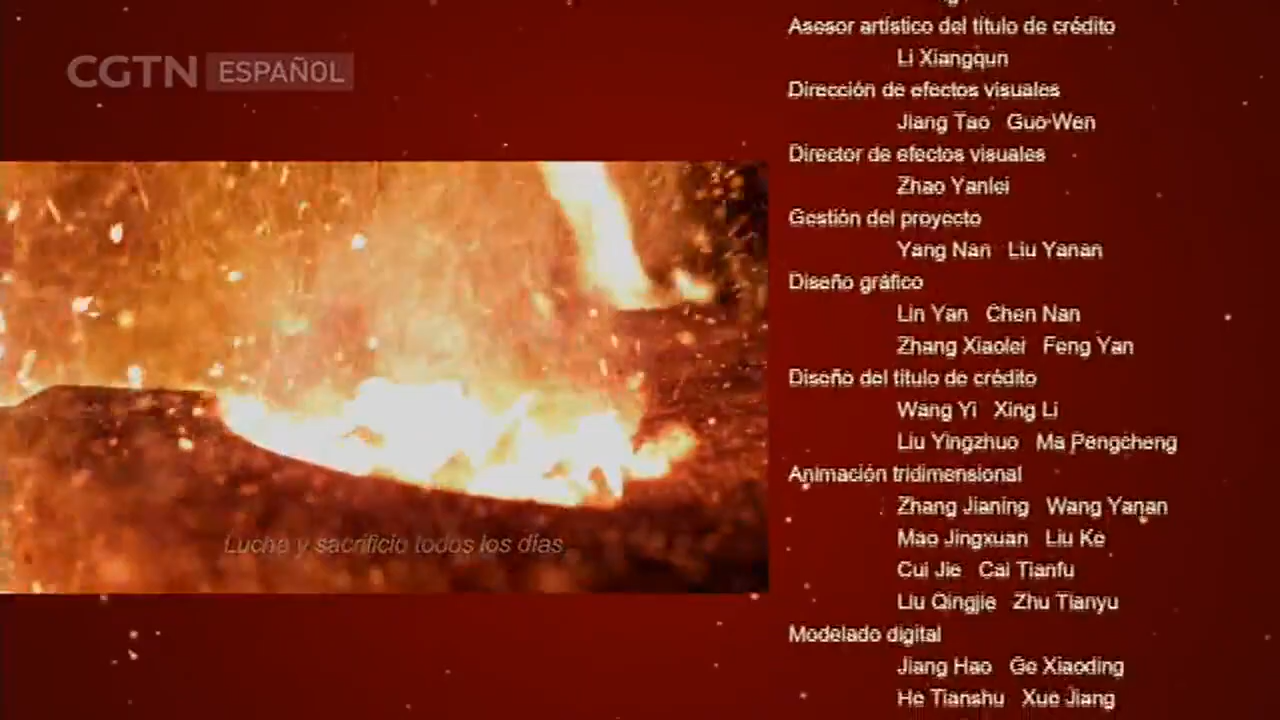 CGTN ESPAÑOL
Lucha y sacrificio todos los días
Asesor artístico del título de crédito
Li Xiangqun
Dirección de efectos visuales
Jiang Tao Guo Wen
Director de efectos visuales
Zhao Yanlei
Gestión del proyecto
Yang Nan Liu Yanan
Diseño gráfico
Lin Yan Chen Nan
Zhang Xiaolei Feng Yan
Diseño del título de crédito
Wang Yi Xing Li
Liu Yingzhuo Ma Pengcheng
Animación tridimensional
Zhang Jianing Wang Yanan
Mao Jingxuan Liu Ke
Cui Jie Cai Tianfu
Liu Qingjie Zhu Tianyu
Modelado digital
Jiang Hao Ge Xiaoding
He Tianshu Xue Jiang